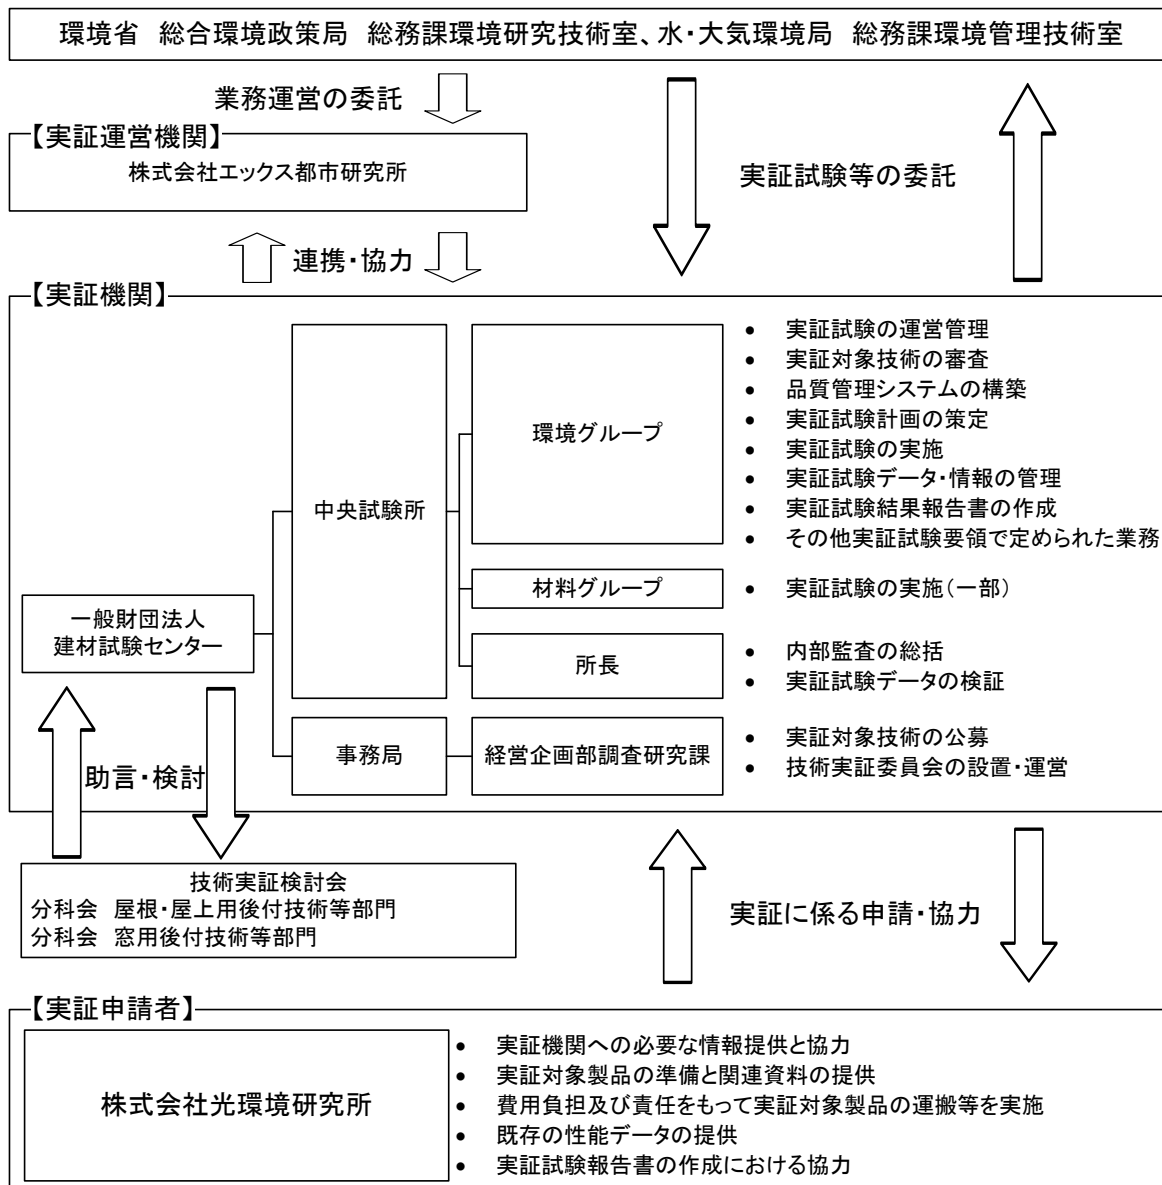 環境省　総合環境政策局　総務課環境研究技術室、水・大気環境局　総務課環境管理技術室
業務運営の委託
【実証運営機関】
株式会社エックス都市研究所
実証試験等の委託
連携・協力
【実証機関】
一般財団法人
建材試験センター
中央試験所
環境グループ
• 実証試験の運営管理
• 実証対象技術の審査
• 品質管理システムの構築
• 実証試験計画の策定
• 実証試験の実施
• 実証試験データ・情報の管理
• 実証試験結果報告書の作成
• その他実証試験要領で定められた業務
材料グループ
• 実証試験の実施（一部）
所長
• 内部監査の総括
• 実証試験データの検証
事務局
経営企画部調査研究課
• 実証対象技術の公募
• 技術実証委員会の設置・運営
助言・検討
技術実証検討会
分科会　屋根・屋上用後付技術等部門
分科会　窓用後付技術等部門
実証に係る申請・協力
【実証申請者】
株式会社光環境研究所
• 実証機関への必要な情報提供と協力
• 実証対象製品の準備と関連資料の提供
• 費用負担及び責任をもって実証対象製品の運搬等を実施
• 既存の性能データの提供
• 実証試験報告書の作成における協力